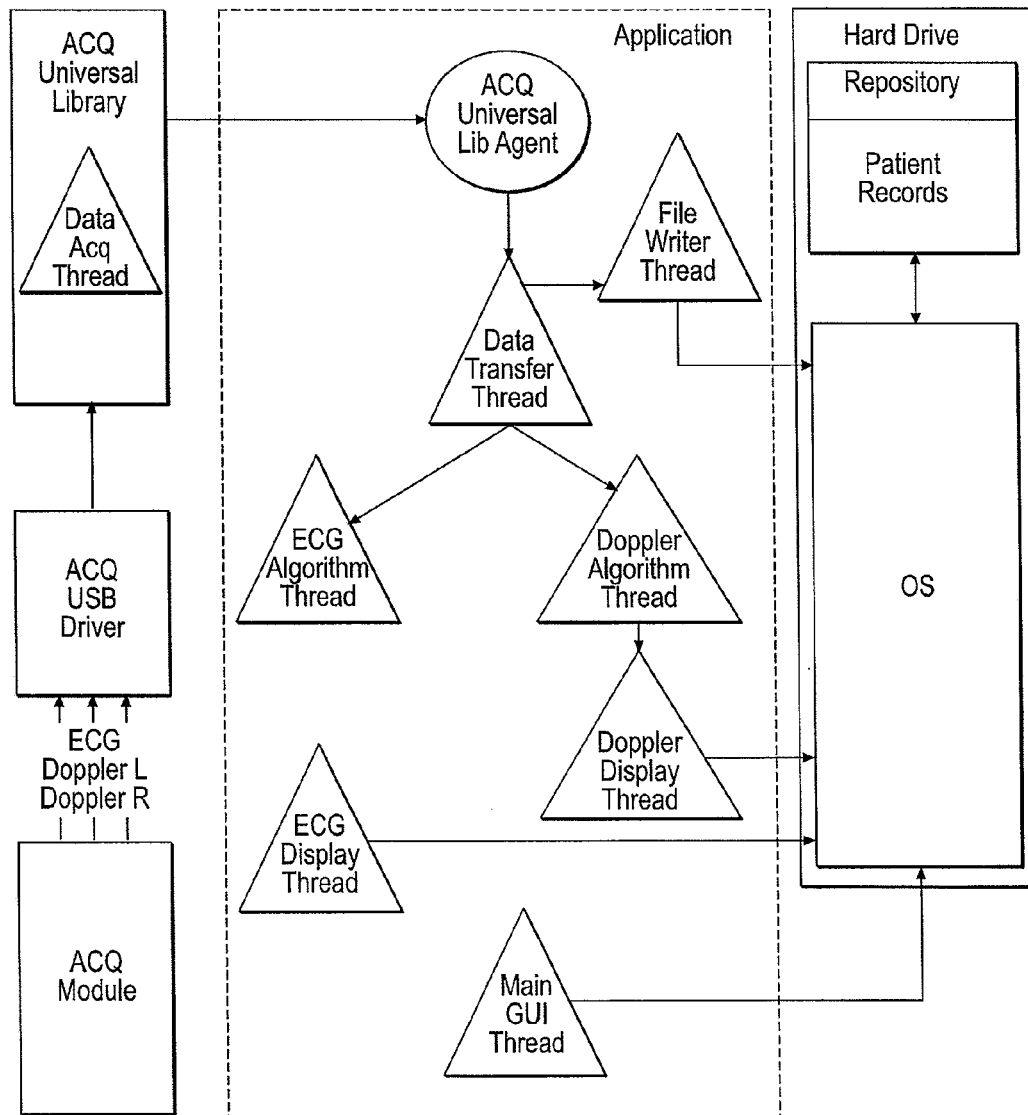 ACQ
Universal
Library
Data
Acq
Thread
ACQ
USB
Driver
ECG
Doppler L
Doppler R
ACQ
Module
Application
ACQ
Universal
Lib Agent
File
Writer
Thread
Data
Transfer
Thread
ECG
Algorithm
Thread
Doppler
Algorithm
Thread
Doppler
Display
Thread
ECG
Display
Thread
Main
GUI
Thread
Hard Drive
Repository
Patient
Records
OS